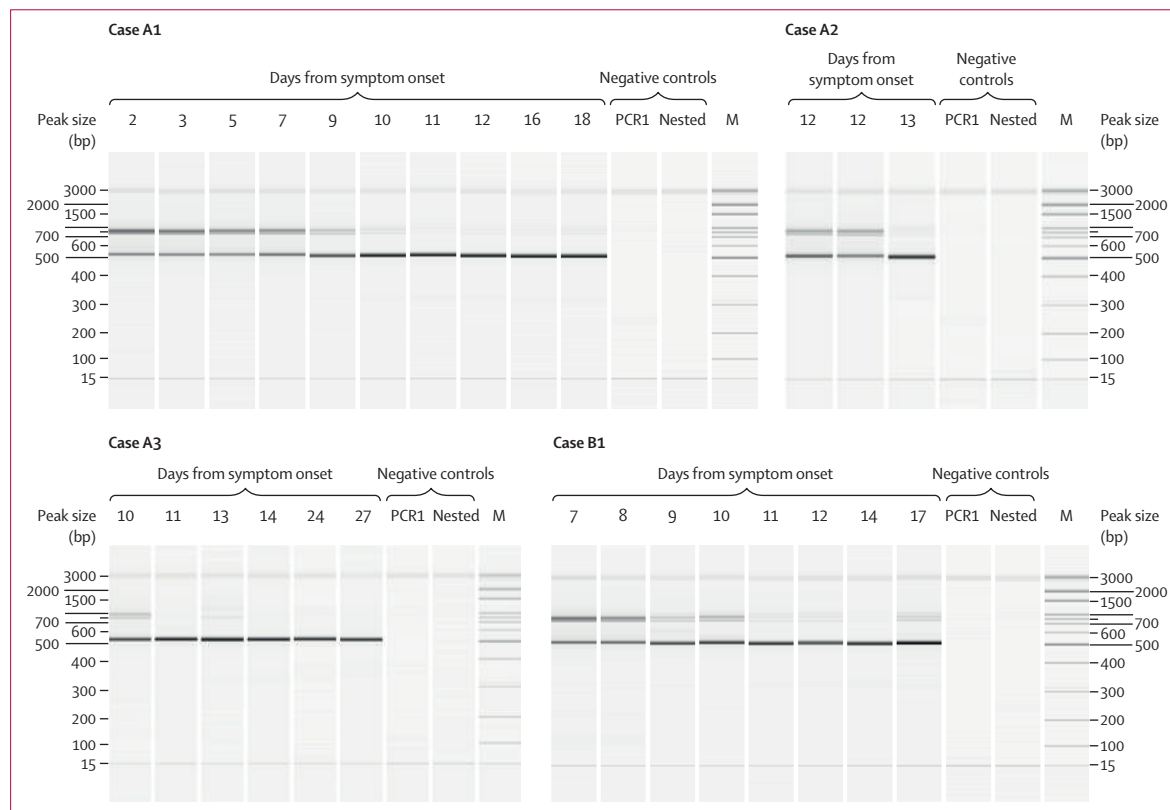 Case A1
Case A2
Days from symptom onset
Negative controls
Days from
symptom onset
Negative
controls
Peak size
(bp)
2 3 5 7 9 10 11 12 16 18 PCR1 Nested M
12 12 13 PCR1 Nested M
Peak size
(bp)
3000
2000
1500
700
600
500
400
300
200
100
15
3000
2000
1500
700
600
500
400
300
200
100
15
Case A3
Case B1
Days from symptom onset
Negative controls
Days from symptom onset
Negative controls
Peak size
(bp)
10 11 13 14 24 27 PCR1 Nested M
7 8 9 10 11 12 14 17 PCR1 Nested M
Peak size
(bp)
3000
2000
1500
700
600
500
400
300
200
100
15
3000
2000
1500
700
600
500
400
300
200
100
15